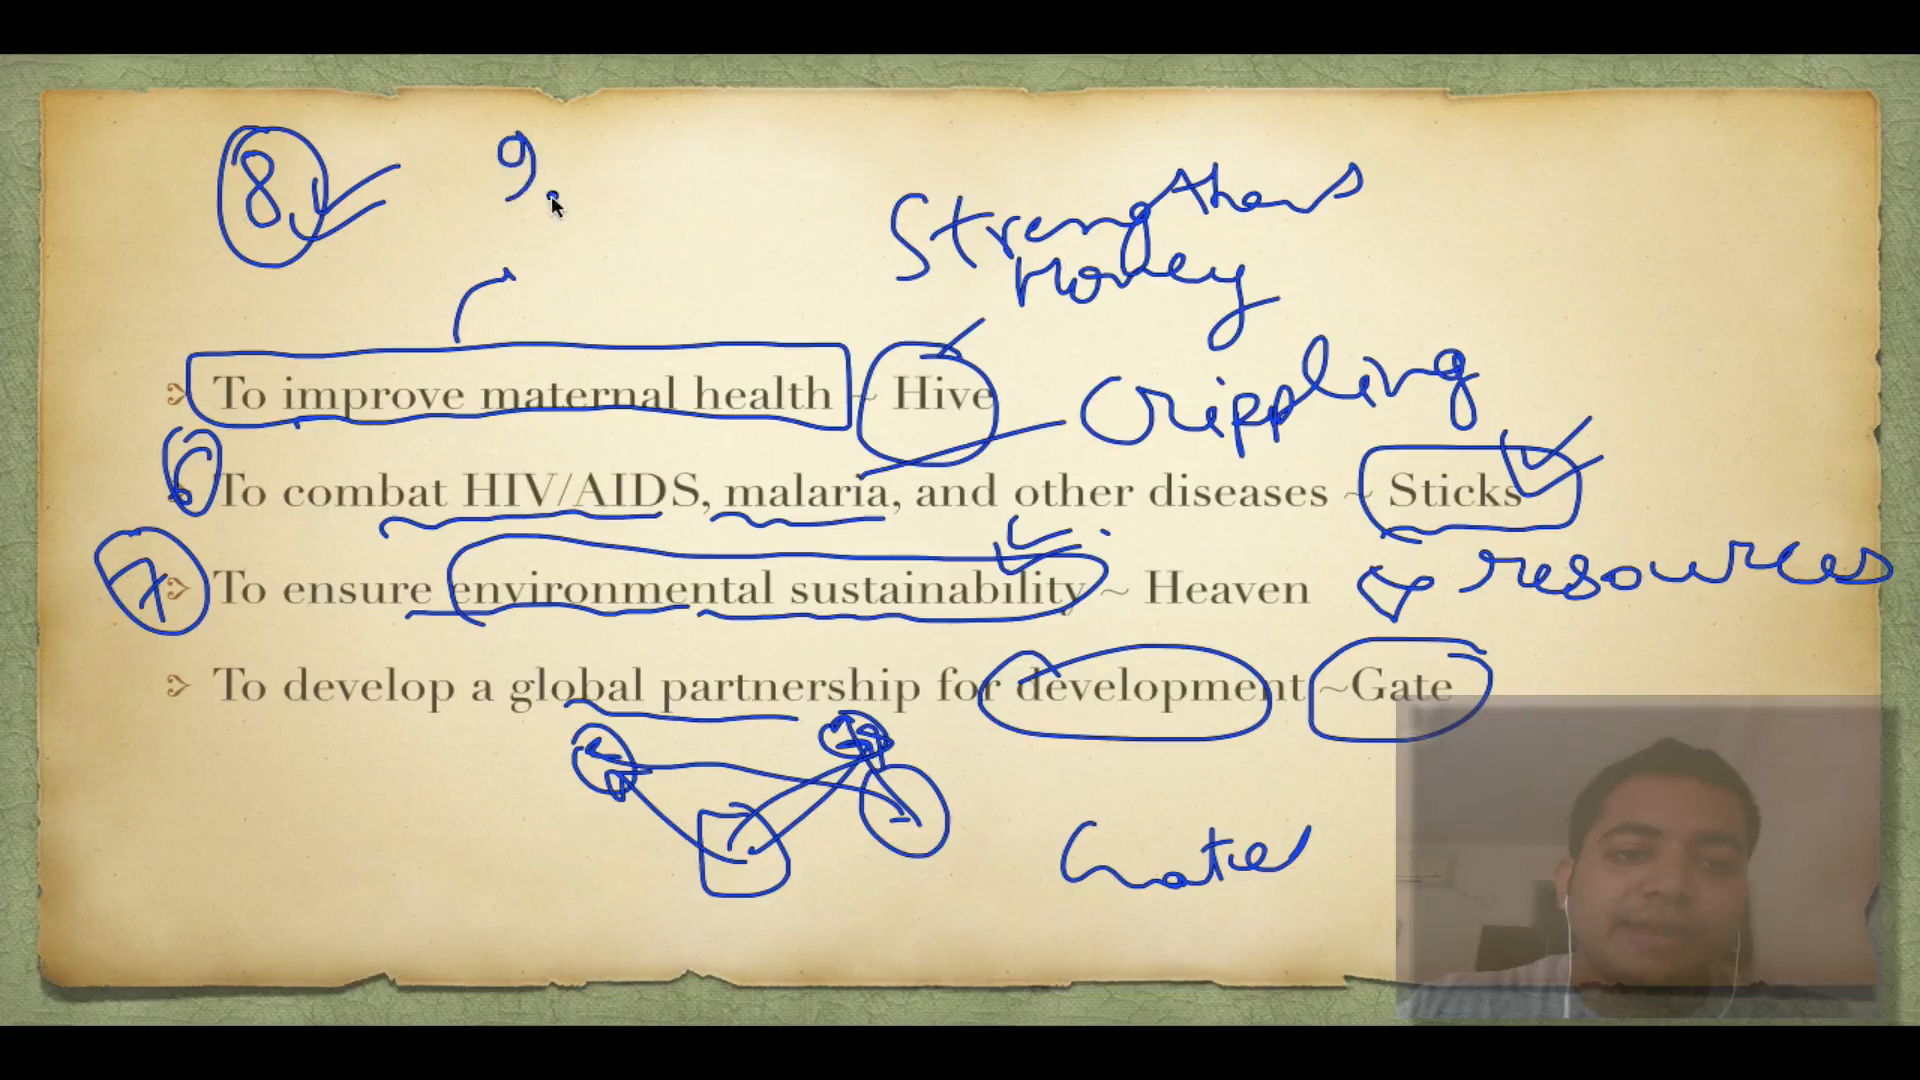 8 9.
Strengthens
Honey
To improve maternal health ~ Hive
Crippling
6 To combat HIV/AIDS, malaria, and other diseases ~ Sticks
7 To ensure environmental sustainability ~ Heaven resources
To develop a global partnership for development ~Gate
Gate